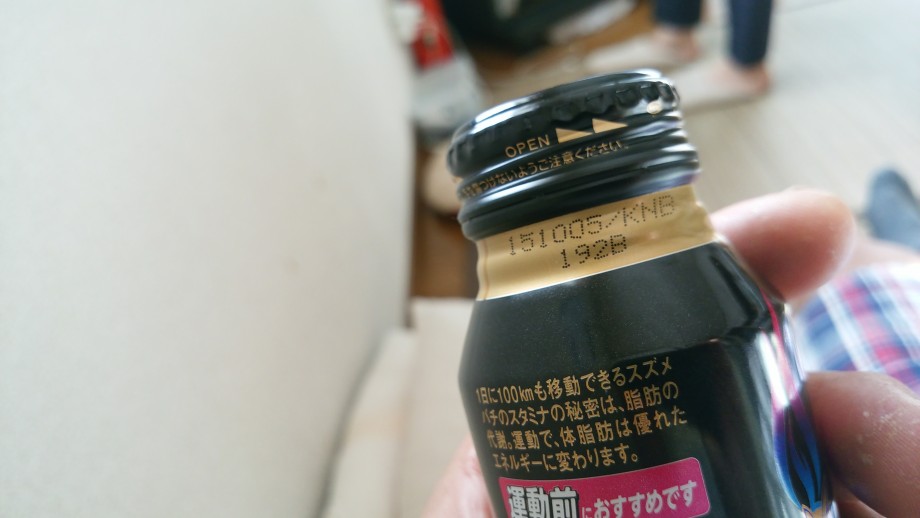 OPEN
つけないようご注意ください。
151005/KNB
192B
1日に100kmも移動できるスズメ
バチのスタミナの秘密は、脂肪の
代謝。運動で、体脂肪は優れた
エネルギーに変わります。
運動前におすすめです